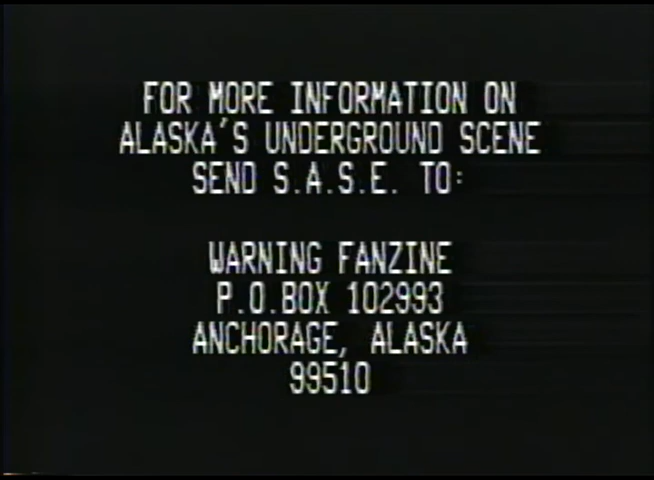 FOR MORE INFORMATION ON
ALASKA'S UNDERGROUND SCENE
SEND S.A.S.E. TO:
WARNING FANZINE
P.O.BOX 102993
ANCHORAGE, ALASKA
99510